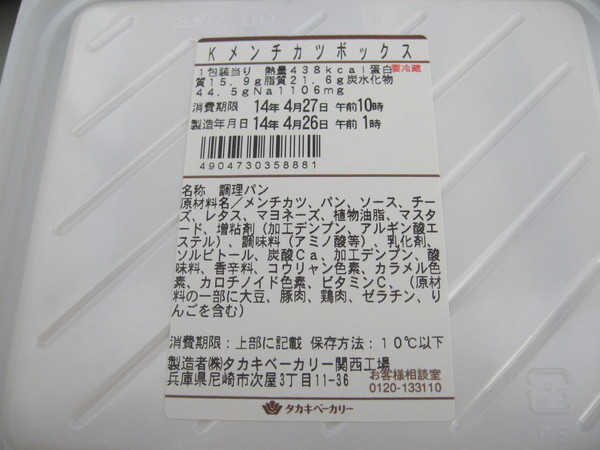 Kメンチカツボックス
1包装当り 熱量438kcal蛋白 要冷蔵
質15.9g脂質21.6g炭水化物
44.5gNa1106mg
消費期限 14年 4月27日 午前10時
製造年月日 14年 4月26日 午前 1時
4904730358881
名称 調理パン
原材料名/メンチカツ、パン、ソース、チー
ズ、レタス、マヨネーズ、植物油脂、マスタ
ード、増粘剤(加工デンプン、アルギン酸エ
ステル)、調味料(アミノ酸等)、乳化剤、
ソルビトール、炭酸Ca、加工デンプン、酸
味料、香辛料、コウリャン色素、カラメル色
素、カロチノイド色素、ビタミンC、(原材
料の一部に大豆、豚肉、鶏肉、ゼラチン、り
んごを含む)
消費期限:上部に記載 保存方法:10℃以下
製造者㈱タカキベーカリー関西工場
兵庫県尼崎市次屋3丁目11-36
お客様相談室
0120-133110
タカキベーカリー